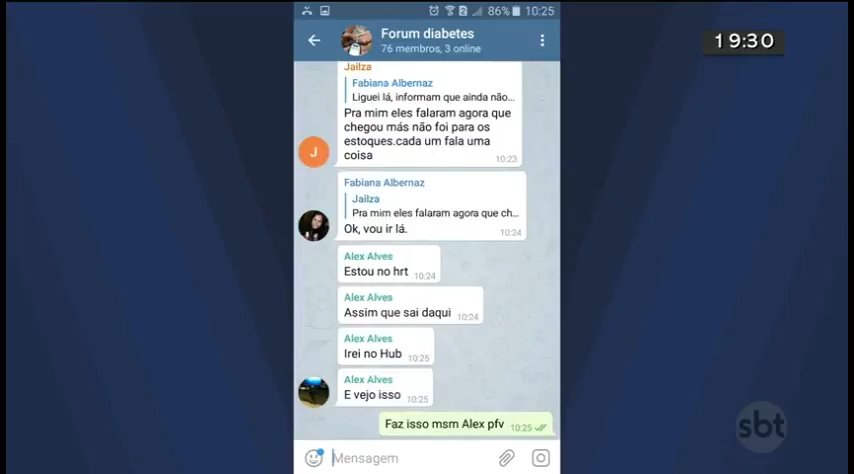 86% 10:25
Forum diabetes
76 membros, 3 online
19:30
Jailza
Fabiana Albernaz
Liguei lá, informam que ainda não...
Pra mim eles falaram agora que
chegou más não foi para os
estoques.cada um fala uma
coisa
10:23
J
Fabiana Albernaz
Jailza
Pra mim eles falaram agora que ch...
Ok, vou ir lá.
10:24
Alex Alves
Estou no hrt 10:24
Alex Alves
Assim que sai daqui 10:24
Alex Alves
Irei no Hub 10:25
Alex Alves
E vejo isso 10:25
Faz isso msm Alex pfv 10:25
Mensagem
sbt